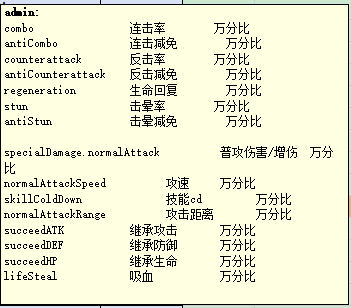 admin:
combo 连击率 万分比
antiCombo 连击减免 万分比
counterattack 反击率 万分比
antiCounterattack 反击减免 万分比
regeneration 生命回复 万分比
stun 击晕率 万分比
antiStun 击晕减免 万分比
specialDamage.normalAttack 普攻伤害/增伤 万分
比
normalAttackSpeed 攻速 万分比
skillColdDown 技能cd 万分比
normalAttackRange 攻击距离 万分比
succeedATK 继承攻击 万分比
succeedDEF 继承防御 万分比
succeedHP 继承生命 万分比
lifeSteal 吸血 万分比